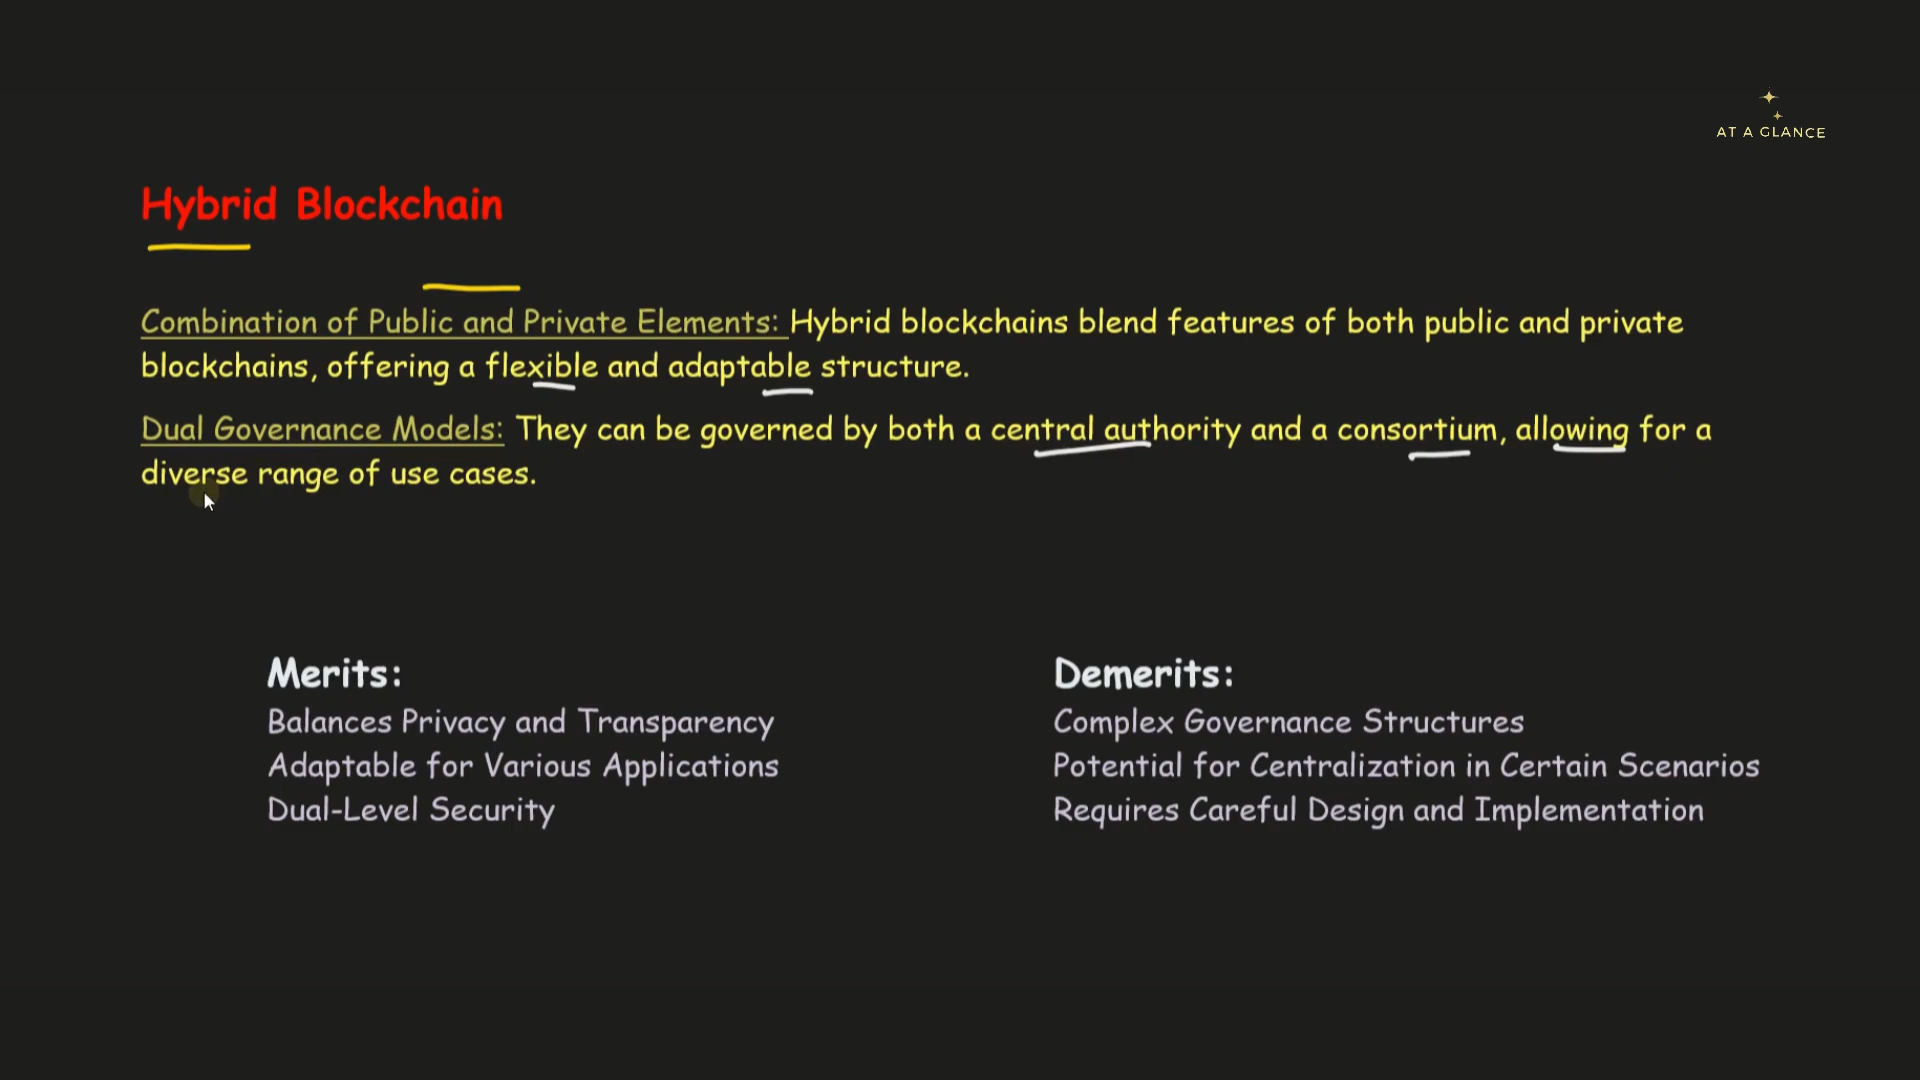 AT A GLANCE
Hybrid Blockchain
Combination of Public and Private Elements: Hybrid blockchains blend features of both public and private
blockchains, offering a flexible and adaptable structure.
Dual Governance Models: They can be governed by both a central authority and a consortium, allowing for a
diverse range of use cases.
Merits:
Balances Privacy and Transparency
Adaptable for Various Applications
Dual-Level Security
Demerits:
Complex Governance Structures
Potential for Centralization in Certain Scenarios
Requires Careful Design and Implementation